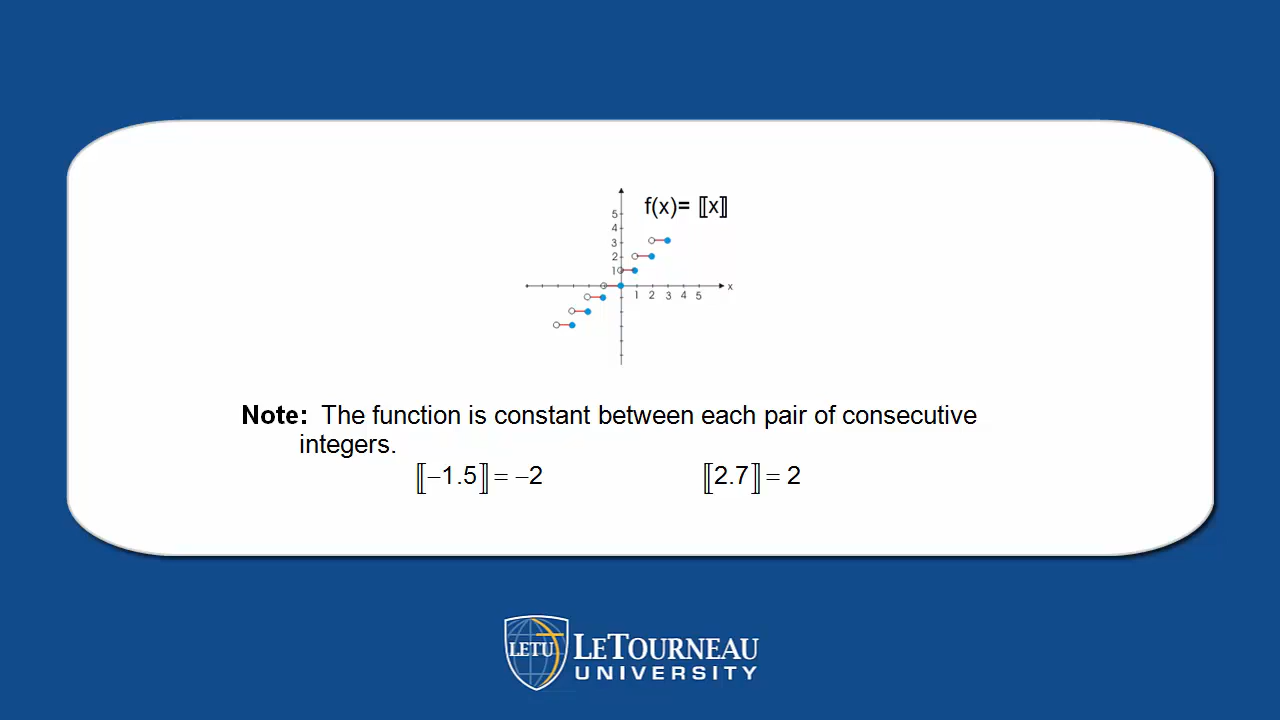 f(x)= ⟦x⟧
5
4
3
2
1
x
1 2 3 4 5
Note: The function is constant between each pair of consecutive
integers.
⟦−1.5⟧ = −2 ⟦2.7⟧ = 2
LETU LETOURNEAU
UNIVERSITY